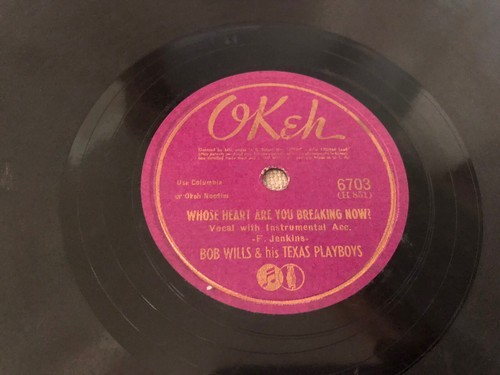 OKeh
Use Columbia
or Okeh Needles
6703
WHOSE HEART ARE YOU BREAKING NOW?
Vocal with Instrumental Acc.
-F. Jenkins-
BOB WILLS & his TEXAS PLAYBOYS